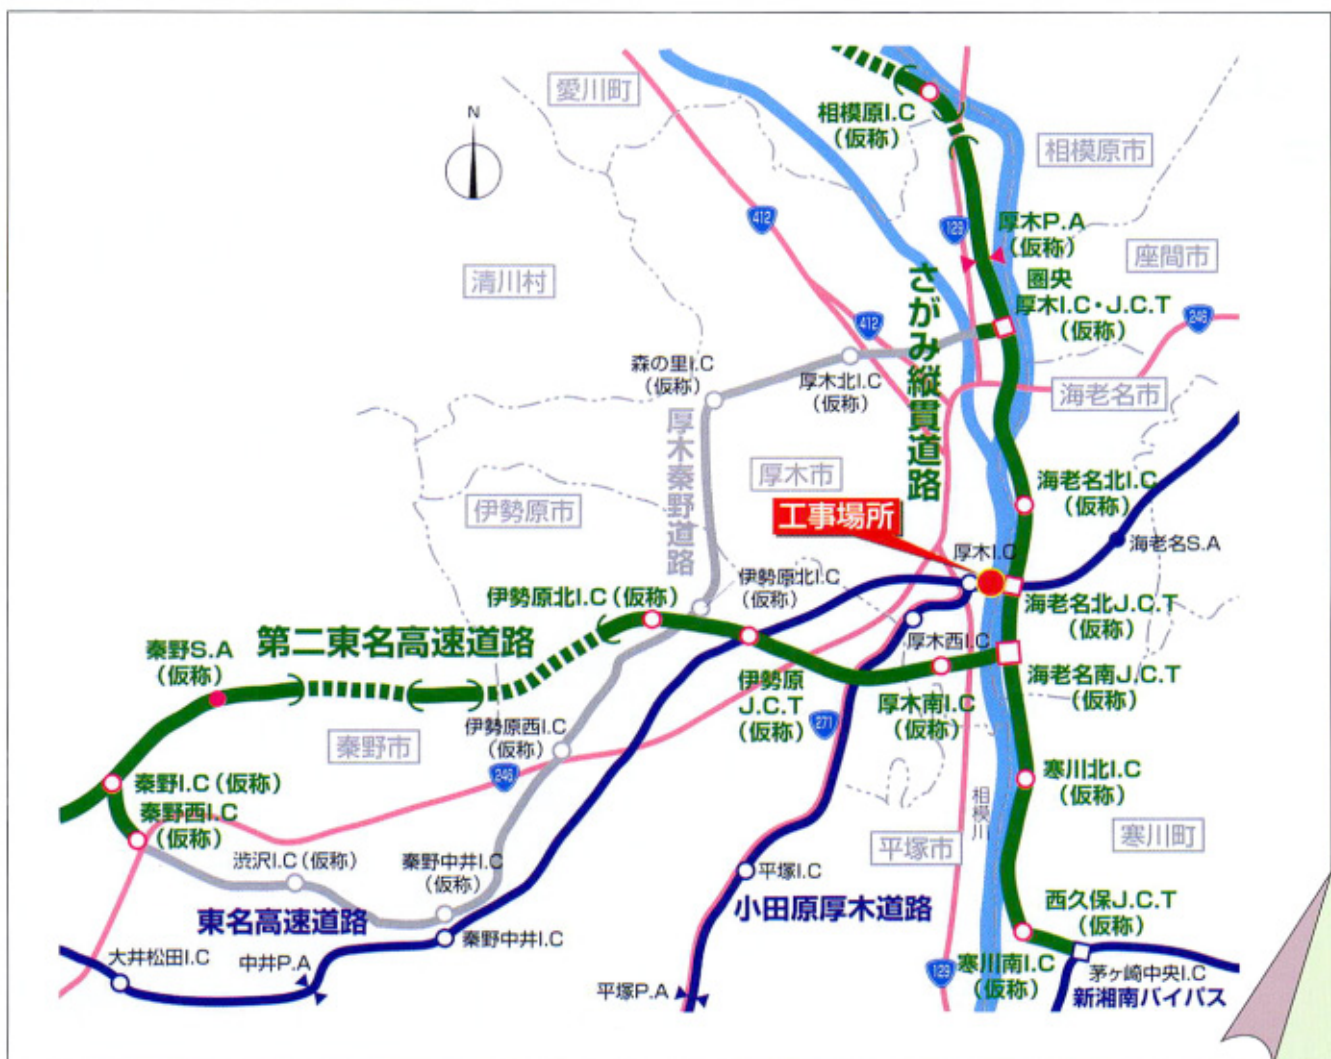 愛川町
N
相模原I.C
（仮称）
相模原市
412
129
厚木P.A
（仮称）
座間市
清川村
圏央
厚木I.C・J.C.T
（仮称）
246
412
さがみ縦貫道路
森の里I.C
（仮称）
厚木北I.C
（仮称）
海老名市
厚木秦野道路
厚木市
伊勢原市
海老名北I.C
（仮称）
工事場所
厚木I.C
海老名S.A
伊勢原北I.C
（仮称）
伊勢原北I.C（仮称）
海老名北J.C.T
（仮称）
第二東名高速道路
秦野S.A
（仮称）
厚木西I.C
海老名南J.C.T
（仮称）
伊勢原
J.C.T
（仮称）
厚木南I.C
（仮称）
271
秦野市
伊勢原西I.C
（仮称）
246
秦野I.C（仮称）
秦野西I.C
（仮称）
寒川北I.C
（仮称）
相模川
寒川町
平塚市
渋沢I.C（仮称）
秦野中井I.C
（仮称）
平塚I.C
小田原厚木道路
東名高速道路
西久保J.C.T
（仮称）
秦野中井I.C
大井松田I.C
中井P.A
平塚P.A
129
寒川南I.C
（仮称）
茅ヶ崎中央I.C
新湘南バイパス